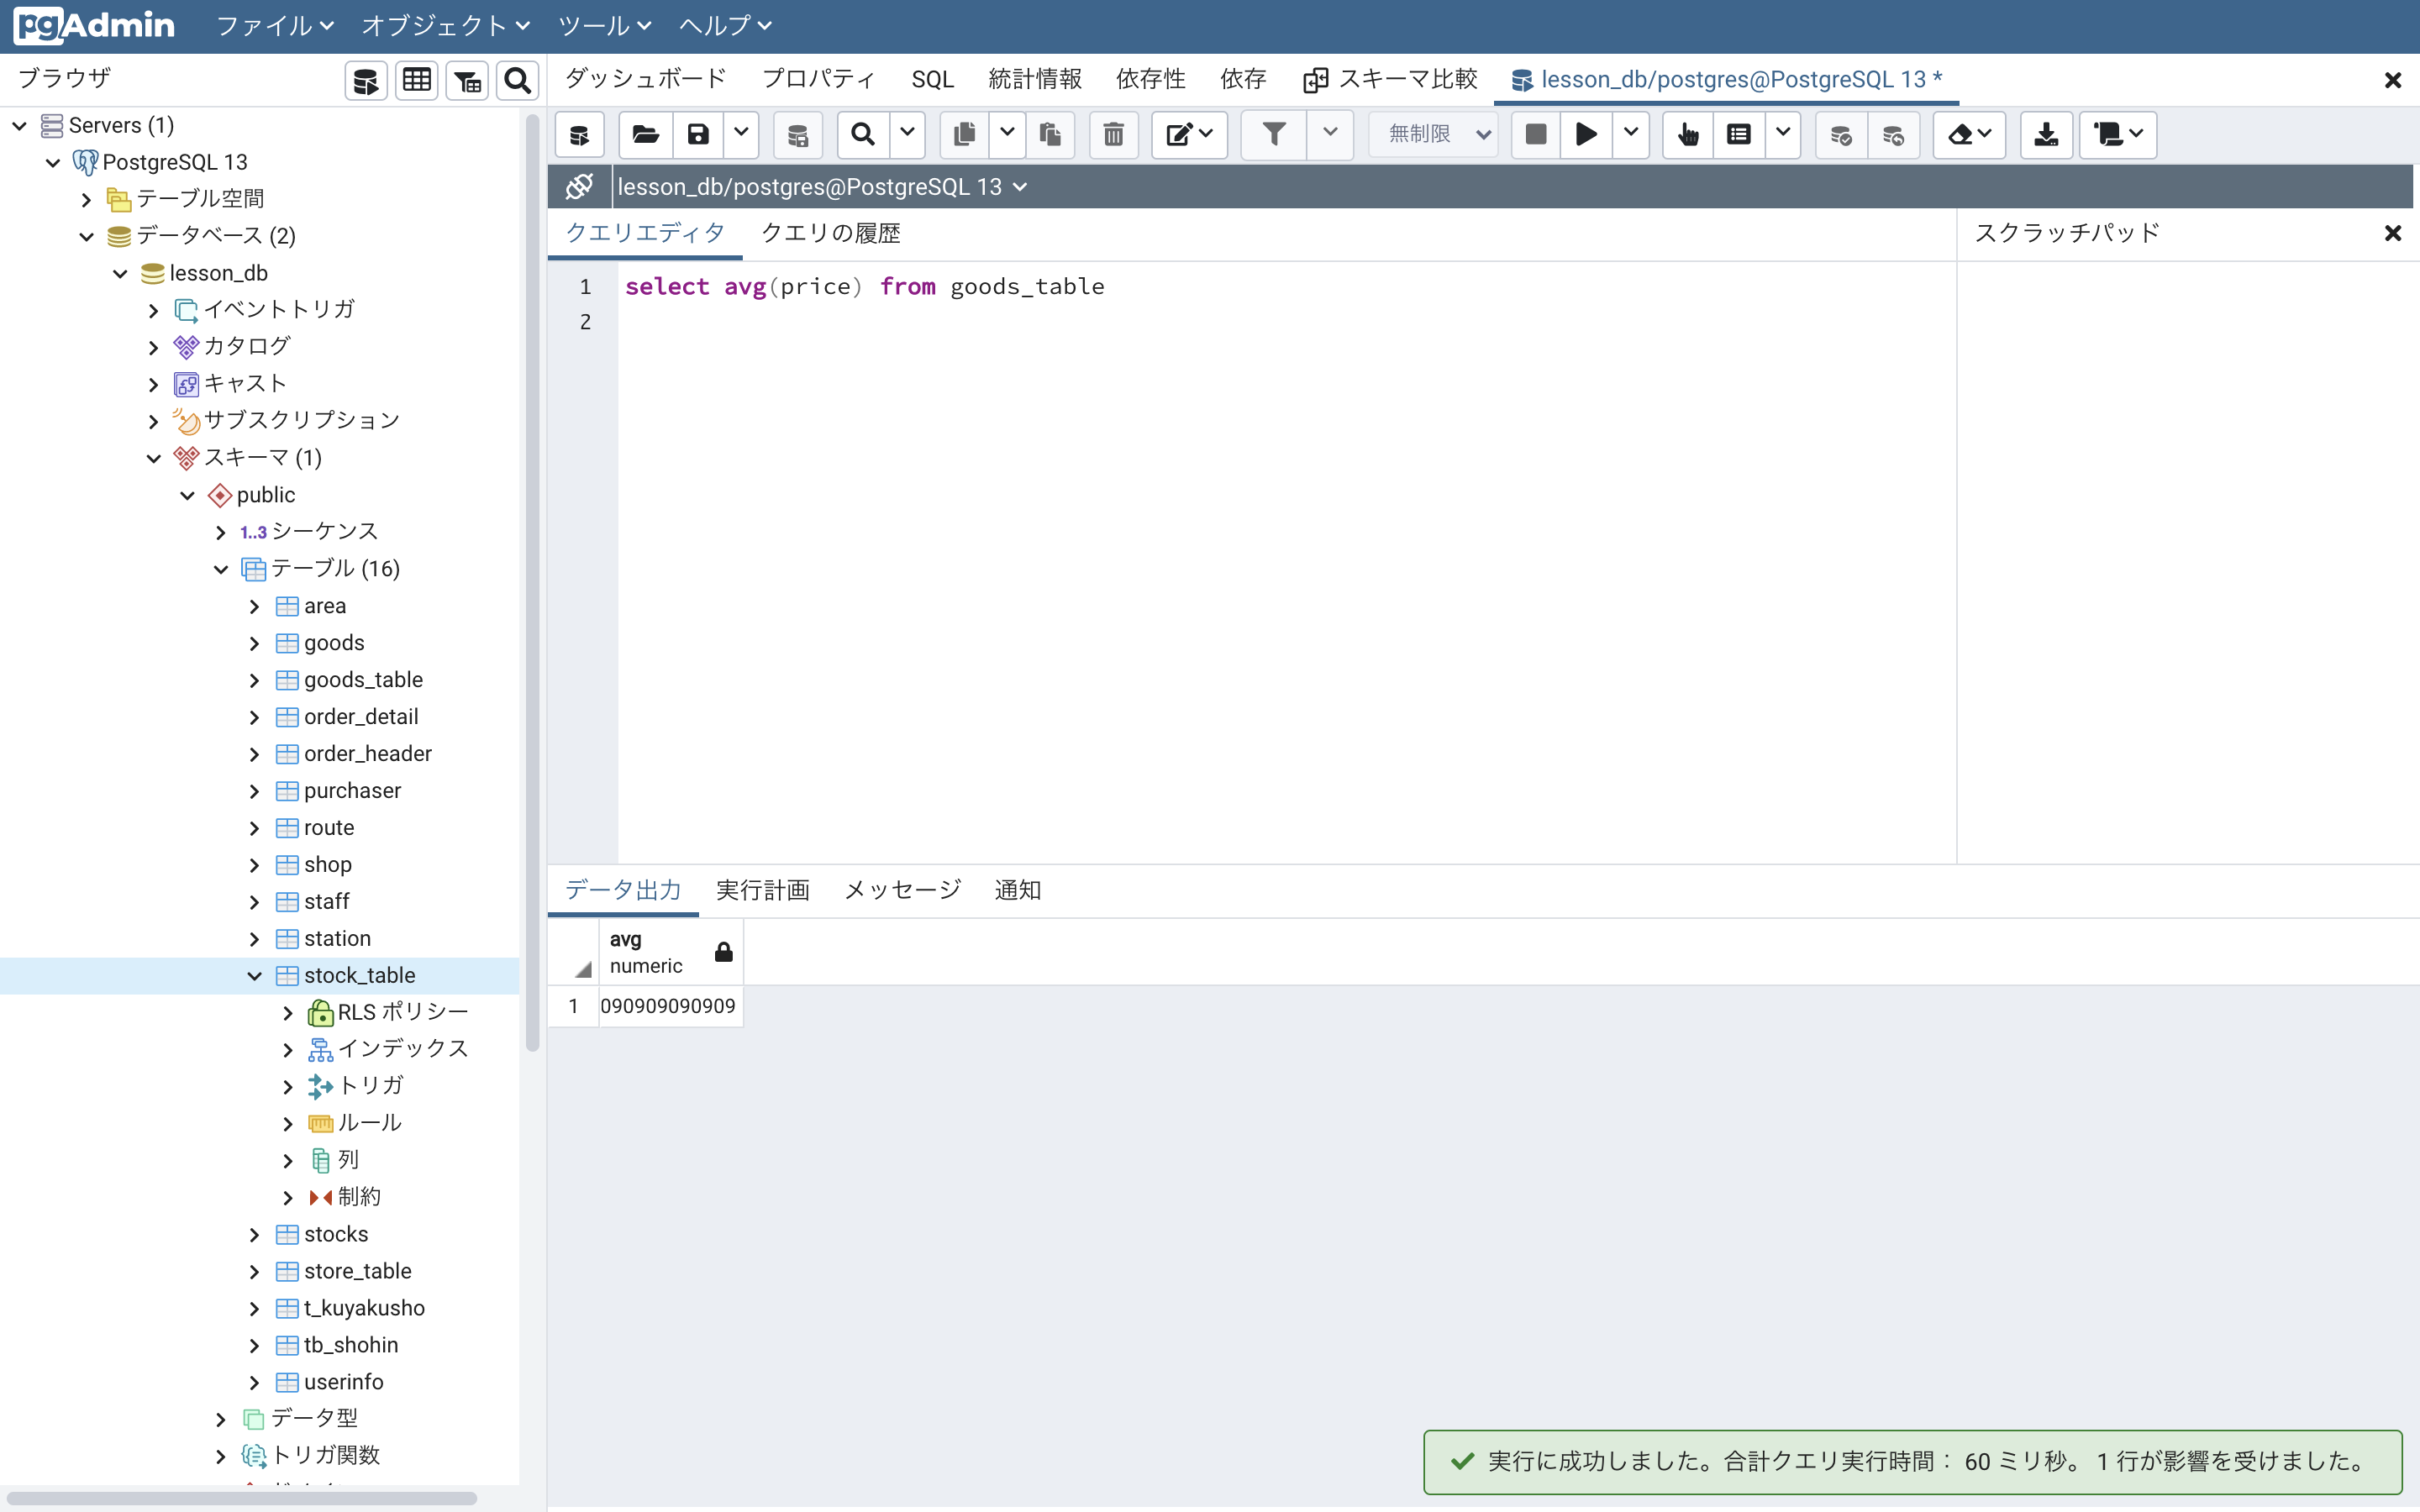 pgAdmin ファイル オブジェクト ツール ヘルプ
ブラウザ
ダッシュボード プロパティ SQL 統計情報 依存性 依存 スキーマ比較 lesson_db/postgres@PostgreSQL 13 *
無制限
lesson_db/postgres@PostgreSQL 13
クエリエディタ クエリの履歴
スクラッチパッド
1 select avg(price) from goods_table
2
Servers (1)
PostgreSQL 13
テーブル空間
データベース (2)
lesson_db
イベントトリガ
カタログ
キャスト
サブスクリプション
スキーマ (1)
public
1..3 シーケンス
テーブル (16)
area
goods
goods_table
order_detail
order_header
purchaser
route
shop
staff
station
stock_table
RLS ポリシー
インデックス
トリガ
ルール
列
制約
stocks
store_table
t_kuyakusho
tb_shohin
userinfo
データ型
トリガ関数
データ出力 実行計画 メッセージ 通知
avg
numeric
1 090909090909
実行に成功しました。合計クエリ実行時間： 60 ミリ秒。 1 行が影響を受けました。